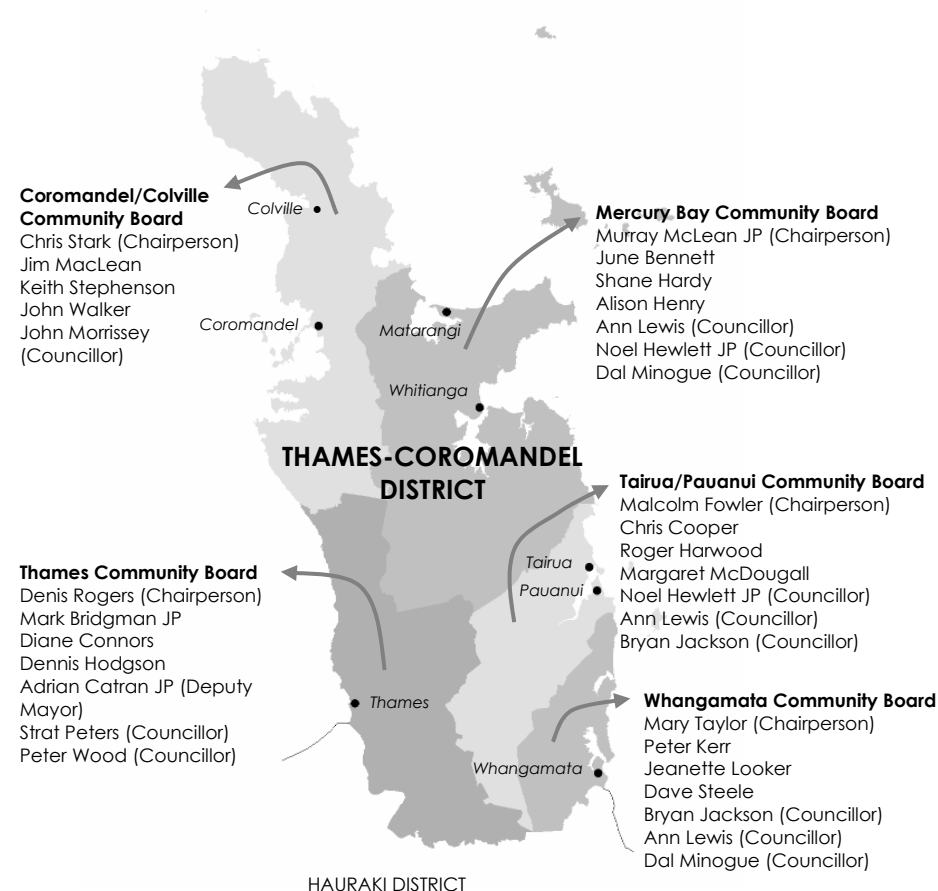 Coromandel/Colville
Community Board
Chris Stark (Chairperson)
Jim MacLean
Keith Stephenson
John Walker
John Morrissey
(Councillor)
Colville
Coromandel
Matarangi
Whitianga
Mercury Bay Community Board
Murray McLean JP (Chairperson)
June Bennett
Shane Hardy
Alison Henry
Ann Lewis (Councillor)
Noel Hewlett JP (Councillor)
Dal Minogue (Councillor)
THAMES-COROMANDEL
DISTRICT
Tairua/Pauanui Community Board
Malcolm Fowler (Chairperson)
Chris Cooper
Roger Harwood
Margaret McDougall
Noel Hewlett JP (Councillor)
Ann Lewis (Councillor)
Bryan Jackson (Councillor)
Tairua
Pauanui
Thames Community Board
Denis Rogers (Chairperson)
Mark Bridgman JP
Diane Connors
Dennis Hodgson
Adrian Catran JP (Deputy
Mayor)
Strat Peters (Councillor)
Peter Wood (Councillor)
Thames
Whangamata
Whangamata Community Board
Mary Taylor (Chairperson)
Peter Kerr
Jeanette Looker
Dave Steele
Bryan Jackson (Councillor)
Ann Lewis (Councillor)
Dal Minogue (Councillor)
HAURAKI DISTRICT